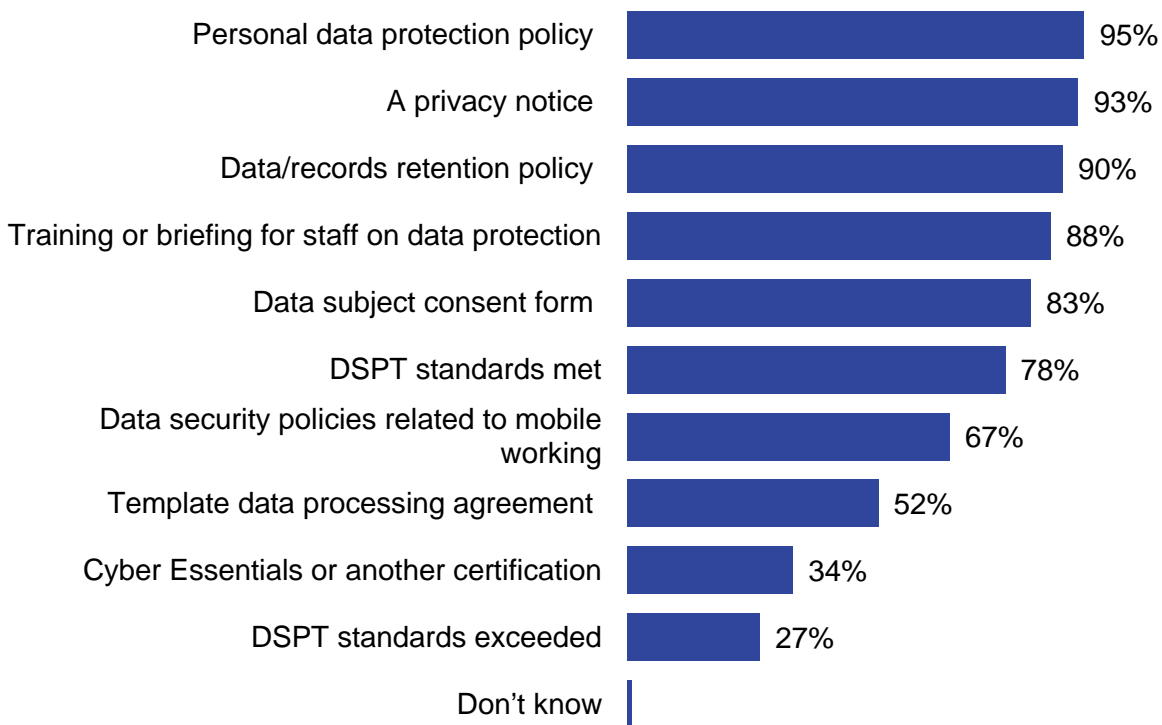 Personal data protection policy 95%
A privacy notice 93%
Data/records retention policy 90%
Training or briefing for staff on data protection 88%
Data subject consent form 83%
DSPT standards met 78%
Data security policies related to mobile
working 67%
Template data processing agreement 52%
Cyber Essentials or another certification 34%
DSPT standards exceeded 27%
Don’t know